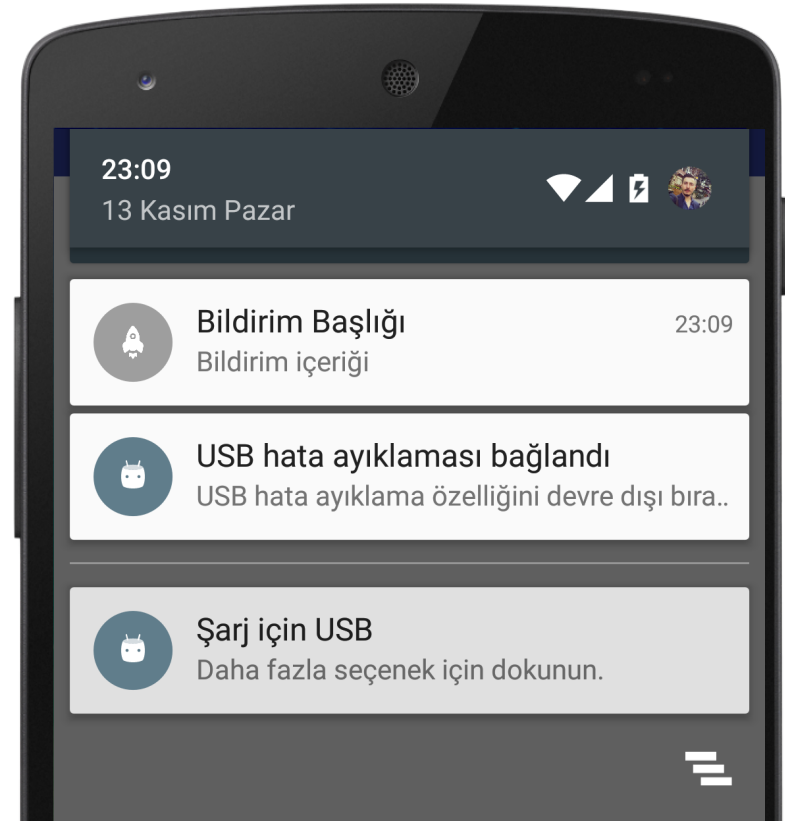 23:09
13 Kasım Pazar
Bildirim Başlığı
23:09
Bildirim içeriği
USB hata ayıklaması bağlandı
USB hata ayıklama özelliğini devre dışı bıra..
Şarj için USB
Daha fazla seçenek için dokunun.